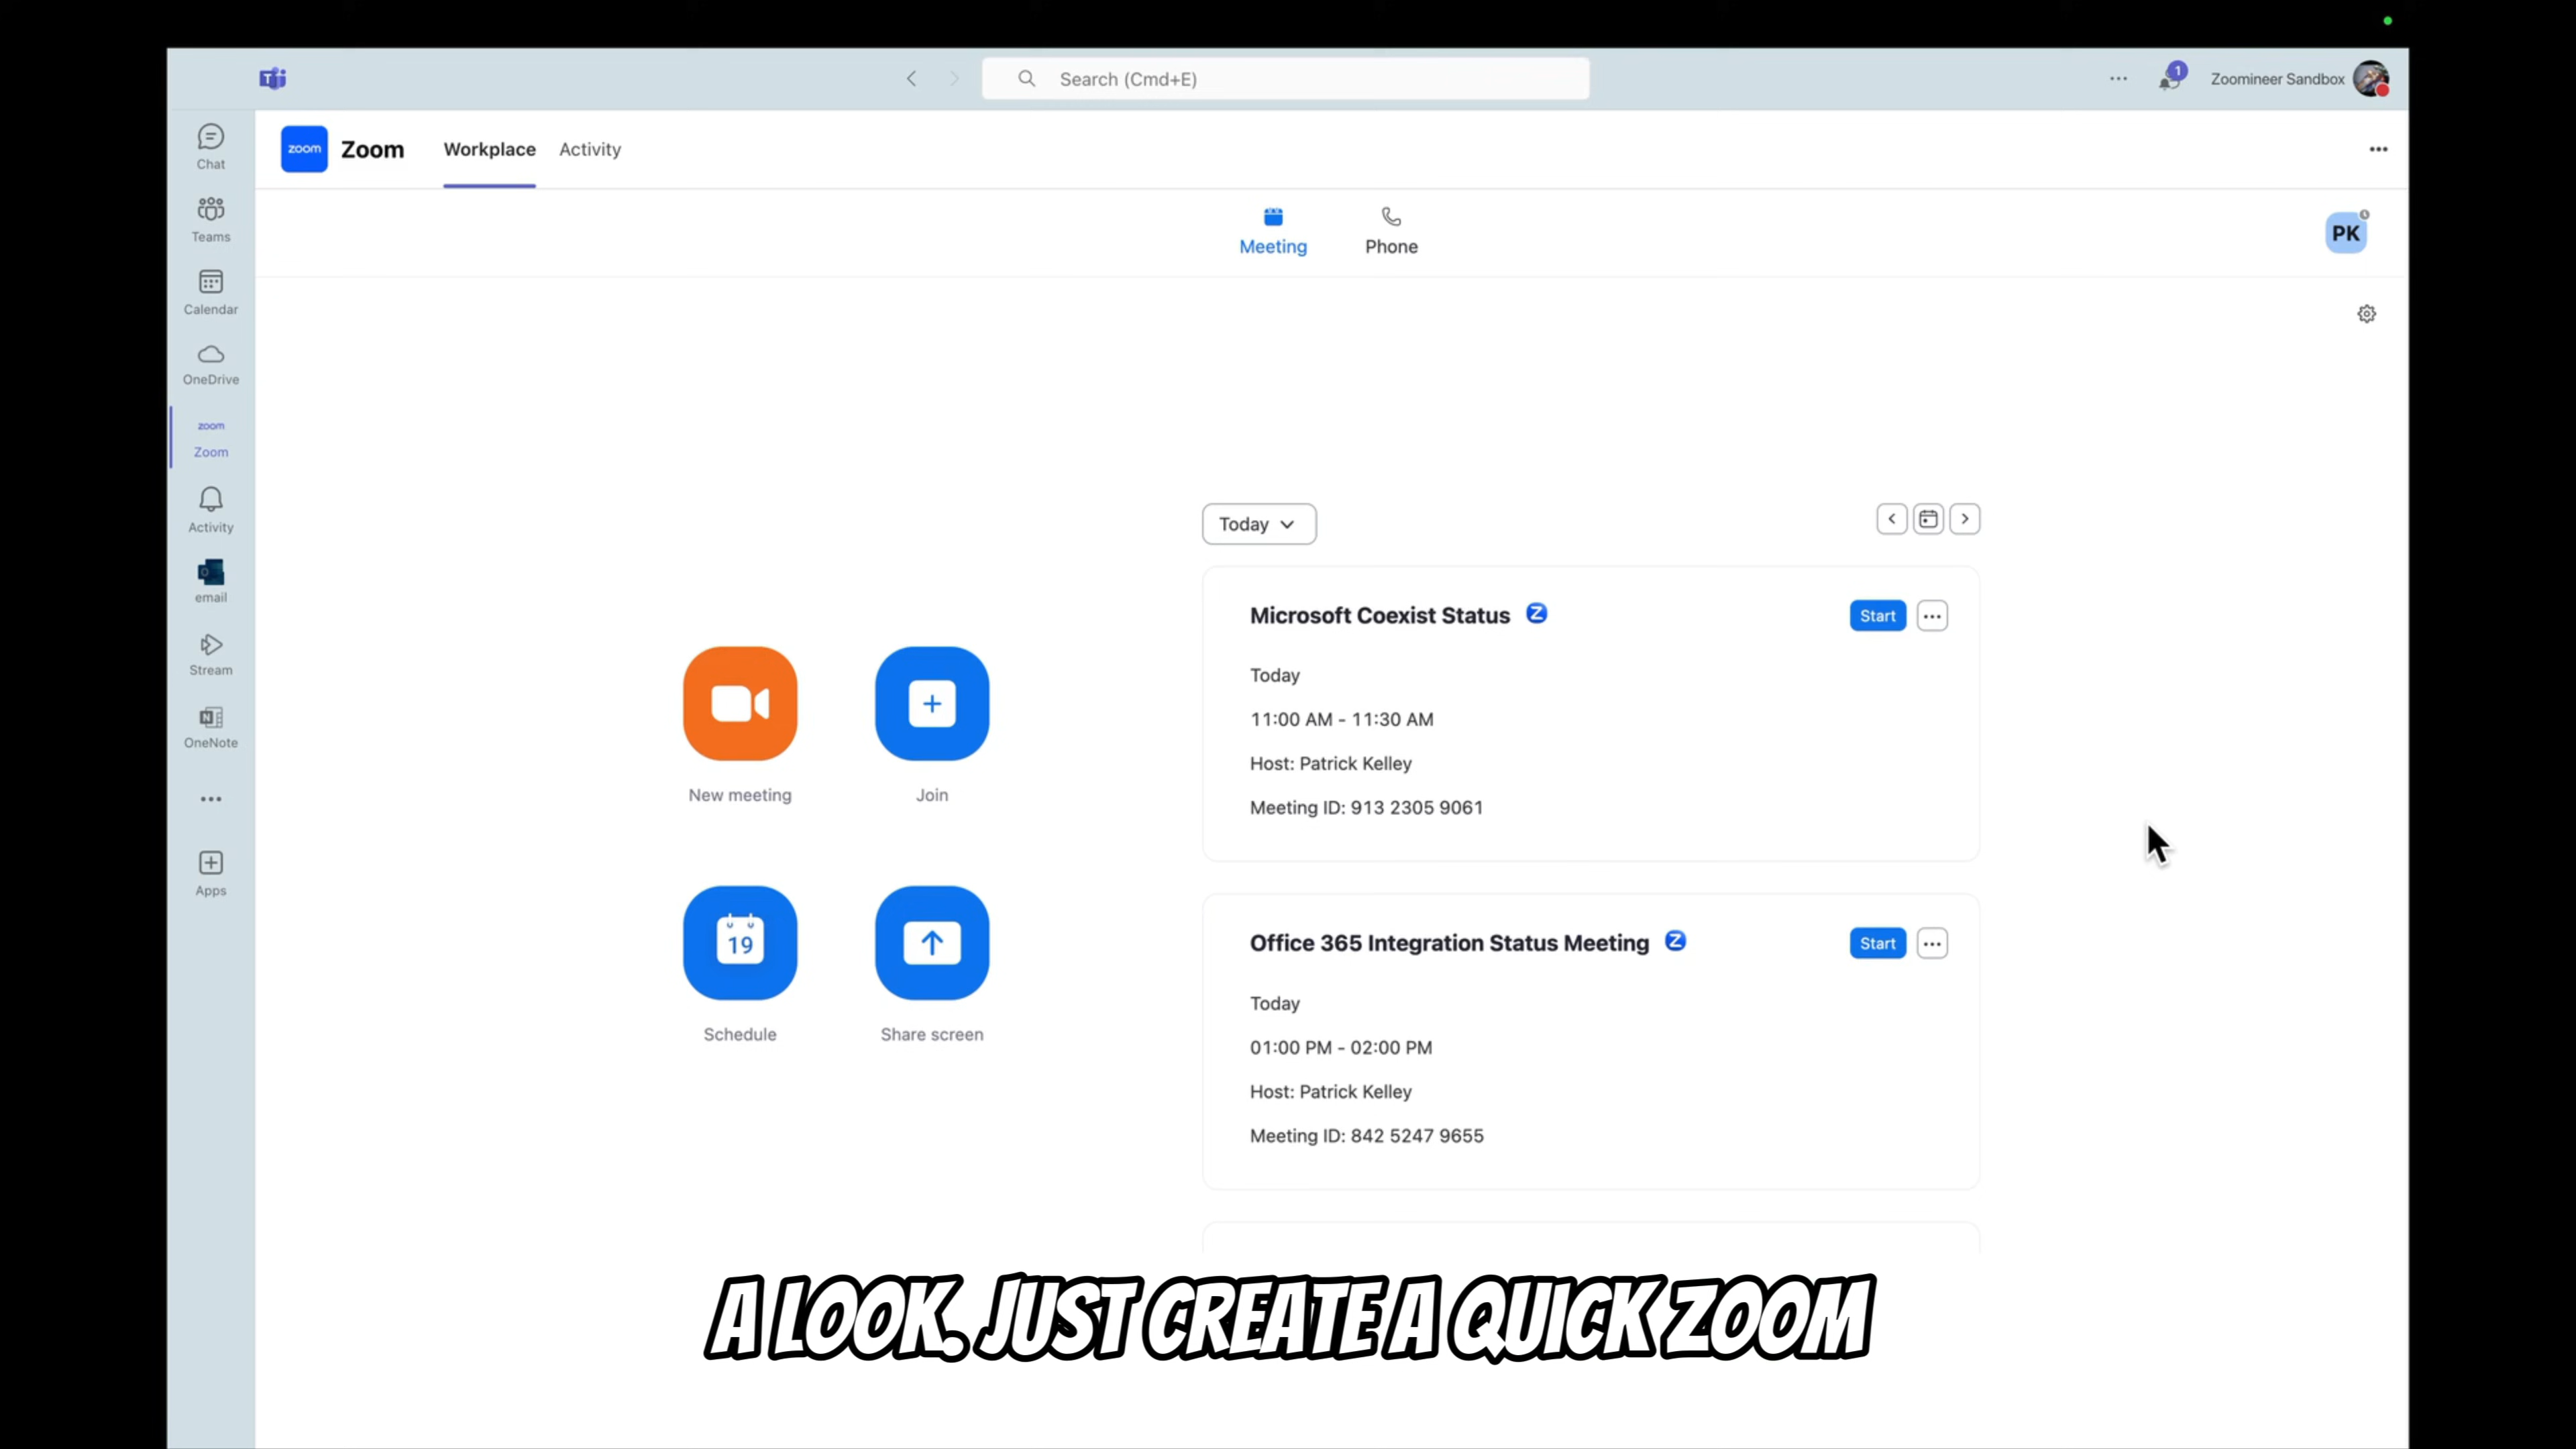 Search (Cmd+E)
1
Zoomineer Sandbox
Chat
Teams
Calendar
OneDrive
zoom
Zoom
Activity
email
Stream
OneNote
Apps
zoom
Zoom
Workplace
Activity
Meeting
Phone
PK
New meeting
Join
19
Schedule
Share screen
Today
Microsoft Coexist Status
Start
Today
11:00 AM - 11:30 AM
Host: Patrick Kelley
Meeting ID: 913 2305 9061
Office 365 Integration Status Meeting
Start
Today
01:00 PM - 02:00 PM
Host: Patrick Kelley
Meeting ID: 842 5247 9655
A LOOK. JUST CREATE A QUICK ZOOM